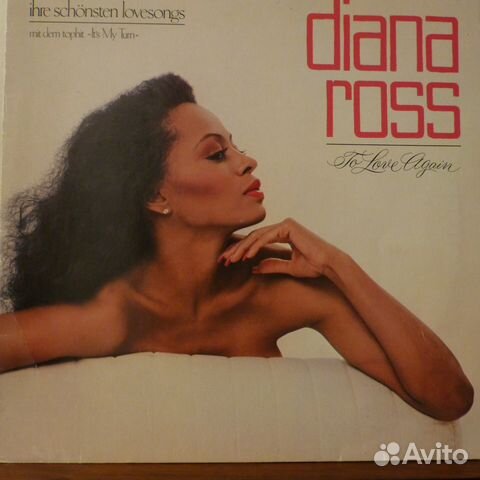 ihre schönsten lovesongs
mit dem tophit »It's My Turn«
diana
ross
To Love Again
Avito